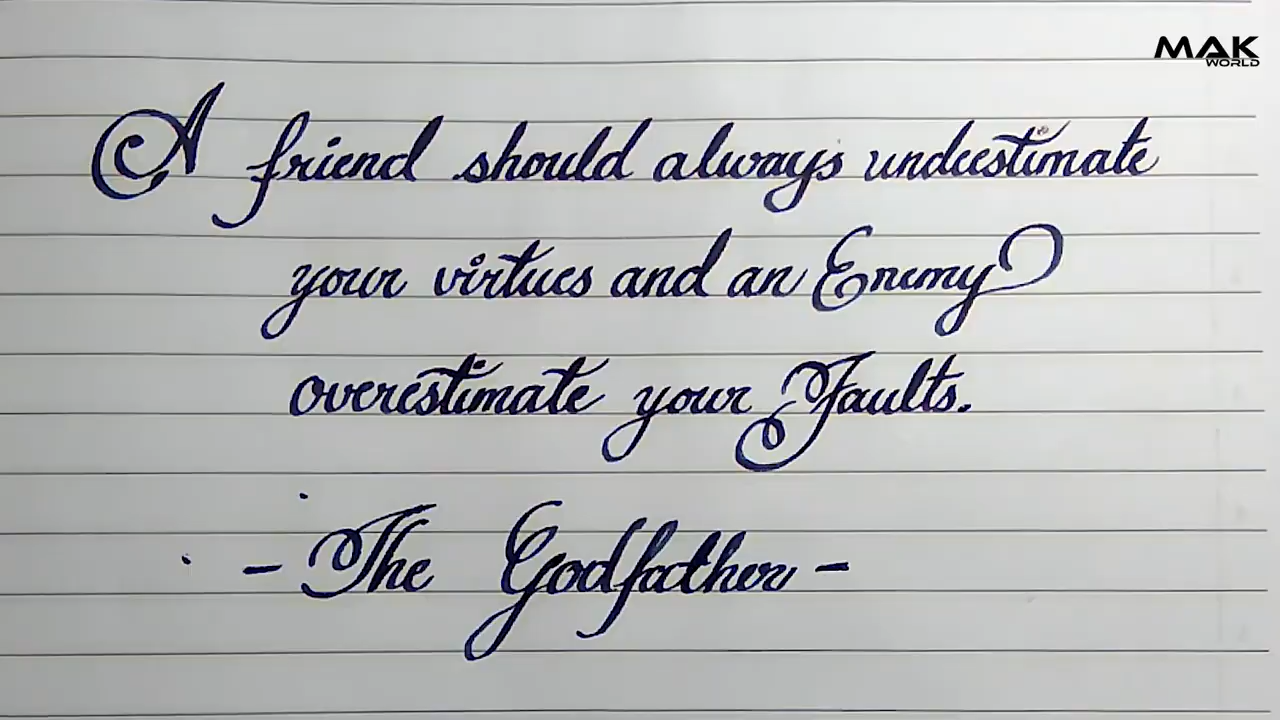 MAK
WORLD
A friend should always underestimate
your virtues and an Enemy
overestimate your Faults.
- The Godfather -